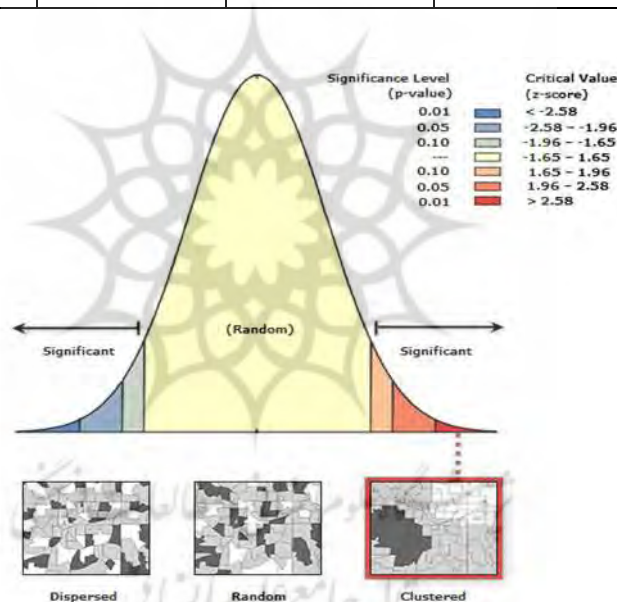 Significance Level Critical Value
(p-value) (z-score)
0.01 < -2.58
0.05 -2.58 - -1.96
0.10 -1.96 - -1.65
--- -1.65 - 1.65
0.10 1.65 - 1.96
0.05 1.96 - 2.58
0.01 > 2.58
(Random)
Significant Significant
Dispersed Random Clustered